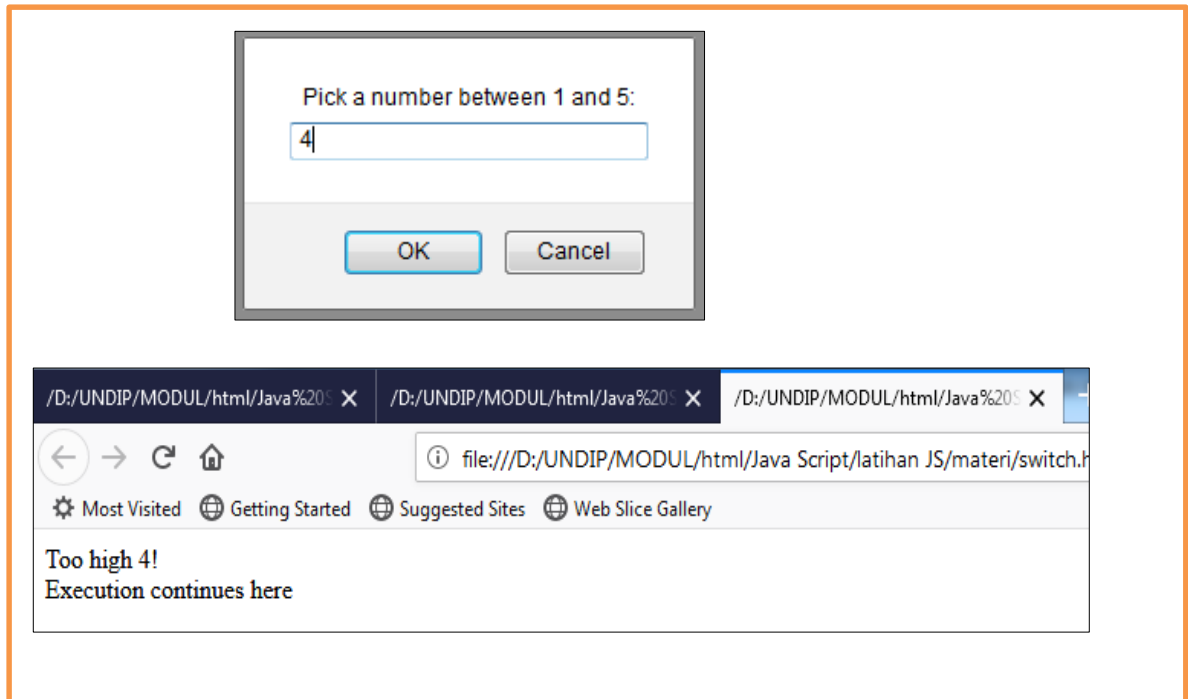 Pick a number between 1 and 5:
4
OK Cancel
/D:/UNDIP/MODUL/html/Java%20S /D:/UNDIP/MODUL/html/Java%20S /D:/UNDIP/MODUL/html/Java%20S
file:///D:/UNDIP/MODUL/html/Java Script/latihan JS/materi/switch.h
Most Visited Getting Started Suggested Sites Web Slice Gallery
Too high 4!
Execution continues here